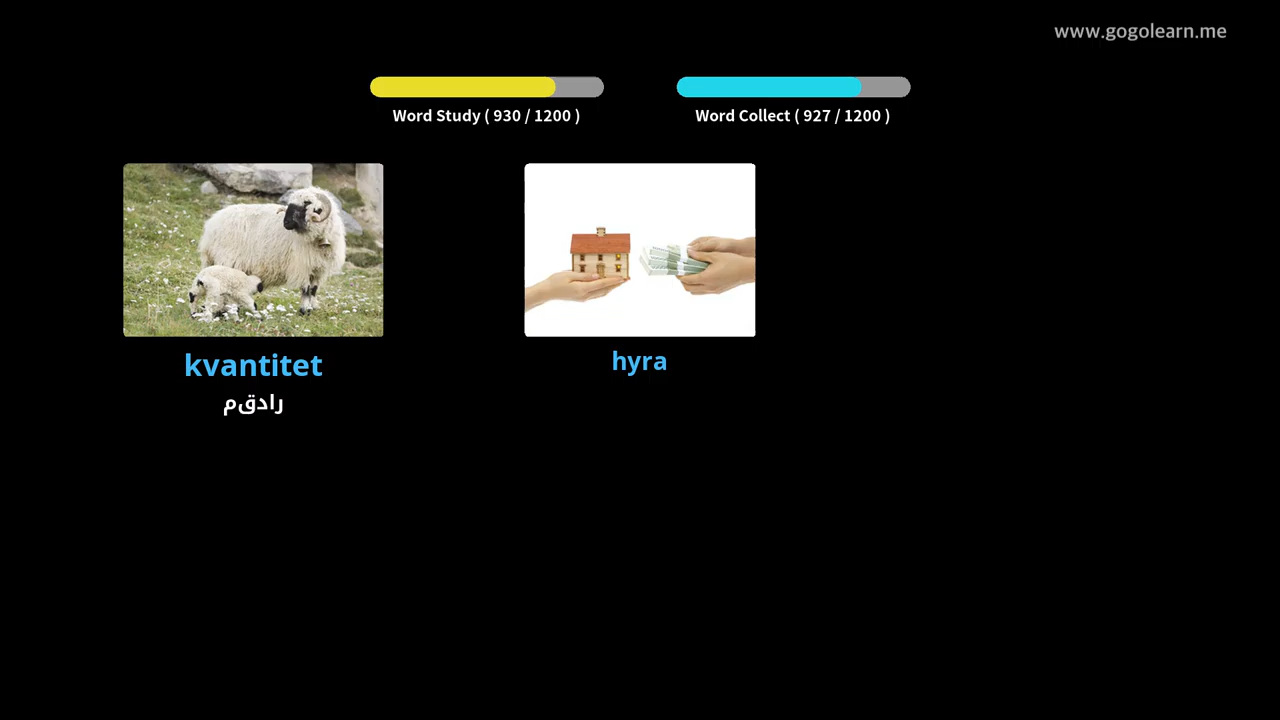 www.gogolearn.me
Word Study ( 930 / 1200 )
Word Collect ( 927 / 1200 )
kvantitet
مقدار
hyra